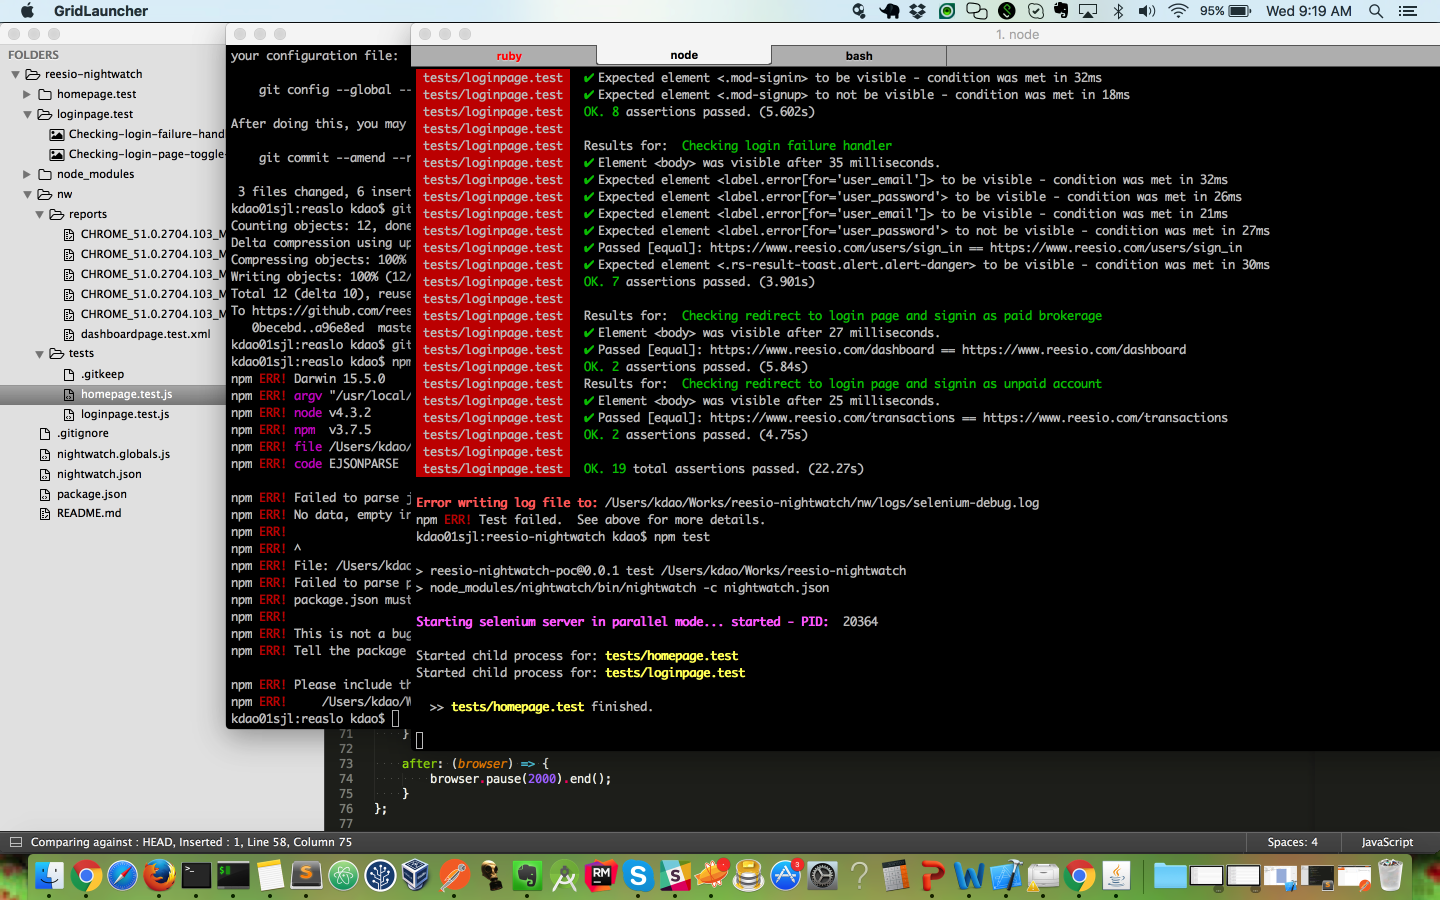 GridLauncher
95%
Wed 9:19 AM
FOLDERS
reesio-nightwatch
homepage.test
loginpage.test
Checking-login-failure-hand
Checking-login-page-toggle
node_modules
nw
reports
CHROME_51.0.2704.103_M
CHROME_51.0.2704.103_M
CHROME_51.0.2704.103_M
CHROME_51.0.2704.103_M
CHROME_51.0.2704.103_M
dashboardpage.test.xml
tests
.gitkeep
homepage.test.js
loginpage.test.js
.gitignore
nightwatch.globals.js
nightwatch.json
package.json
README.md
your configuration file:
git config --global --
After doing this, you may
git commit --amend --r
3 files changed, 6 insert
kdao01sjl:reaslo kdao$ git
Counting objects: 12, done
Delta compression using up
Compressing objects: 100%
Writing objects: 100% (12/
Total 12 (delta 10), reuse
To https://github.com/rees
0becebd..a96e8ed  maste
kdao01sjl:reaslo kdao$ git
kdao01sjl:reaslo kdao$ npm
npm ERR! Darwin 15.5.0
npm ERR! argv "/usr/local/
npm ERR! node v4.3.2
npm ERR! npm  v3.7.5
npm ERR! file /Users/kdao/
npm ERR! code EJSONPARSE
npm ERR! Failed to parse j
npm ERR! No data, empty in
npm ERR!
npm ERR! ^
npm ERR! File: /Users/kdao
npm ERR! Failed to parse p
npm ERR! package.json must
npm ERR!
npm ERR! This is not a bug
npm ERR! Tell the package
npm ERR! Please include th
npm ERR!     /Users/kdao/W
kdao01sjl:reaslo kdao$
1. node
ruby
node
bash
tests/loginpage.test ✔ Expected element <.mod-signin> to be visible - condition was met in 32ms
tests/loginpage.test ✔ Expected element <.mod-signup> to not be visible - condition was met in 18ms
tests/loginpage.test OK. 8 assertions passed. (5.602s)
tests/loginpage.test
tests/loginpage.test Results for:  Checking login failure handler
tests/loginpage.test ✔ Element <body> was visible after 35 milliseconds.
tests/loginpage.test ✔ Expected element <label.error[for='user_email']> to be visible - condition was met in 32ms
tests/loginpage.test ✔ Expected element <label.error[for='user_password'> to be visible - condition was met in 26ms
tests/loginpage.test ✔ Expected element <label.error[for='user_email']> to be visible - condition was met in 21ms
tests/loginpage.test ✔ Expected element <label.error[for='user_password'> to not be visible - condition was met in 27ms
tests/loginpage.test ✔ Passed [equal]: https://www.reesio.com/users/sign_in == https://www.reesio.com/users/sign_in
tests/loginpage.test ✔ Expected element <.rs-result-toast.alert.alert-danger> to be visible - condition was met in 30ms
tests/loginpage.test OK. 7 assertions passed. (3.901s)
tests/loginpage.test
tests/loginpage.test Results for:  Checking redirect to login page and signin as paid brokerage
tests/loginpage.test ✔ Element <body> was visible after 27 milliseconds.
tests/loginpage.test ✔ Passed [equal]: https://www.reesio.com/dashboard == https://www.reesio.com/dashboard
tests/loginpage.test OK. 2 assertions passed. (5.84s)
tests/loginpage.test Results for:  Checking redirect to login page and signin as unpaid account
tests/loginpage.test ✔ Element <body> was visible after 25 milliseconds.
tests/loginpage.test ✔ Passed [equal]: https://www.reesio.com/transactions == https://www.reesio.com/transactions
tests/loginpage.test OK. 2 assertions passed. (4.75s)
tests/loginpage.test
tests/loginpage.test OK. 19 total assertions passed. (22.27s)
Error writing log file to: /Users/kdao/Works/reesio-nightwatch/nw/logs/selenium-debug.log
npm ERR! Test failed.  See above for more details.
kdao01sjl:reesio-nightwatch kdao$ npm test
> reesio-nightwatch-poc@0.0.1 test /Users/kdao/Works/reesio-nightwatch
> node_modules/nightwatch/bin/nightwatch -c nightwatch.json
Starting selenium server in parallel mode... started - PID:  20364
Started child process for: tests/homepage.test
Started child process for: tests/loginpage.test
>> tests/homepage.test finished.
71 }
72
73 after: (browser) => {
74 browser.pause(2000).end();
75 }
76 };
77
Comparing against : HEAD, Inserted : 1, Line 58, Column 75
Spaces: 4
JavaScript
RM
3